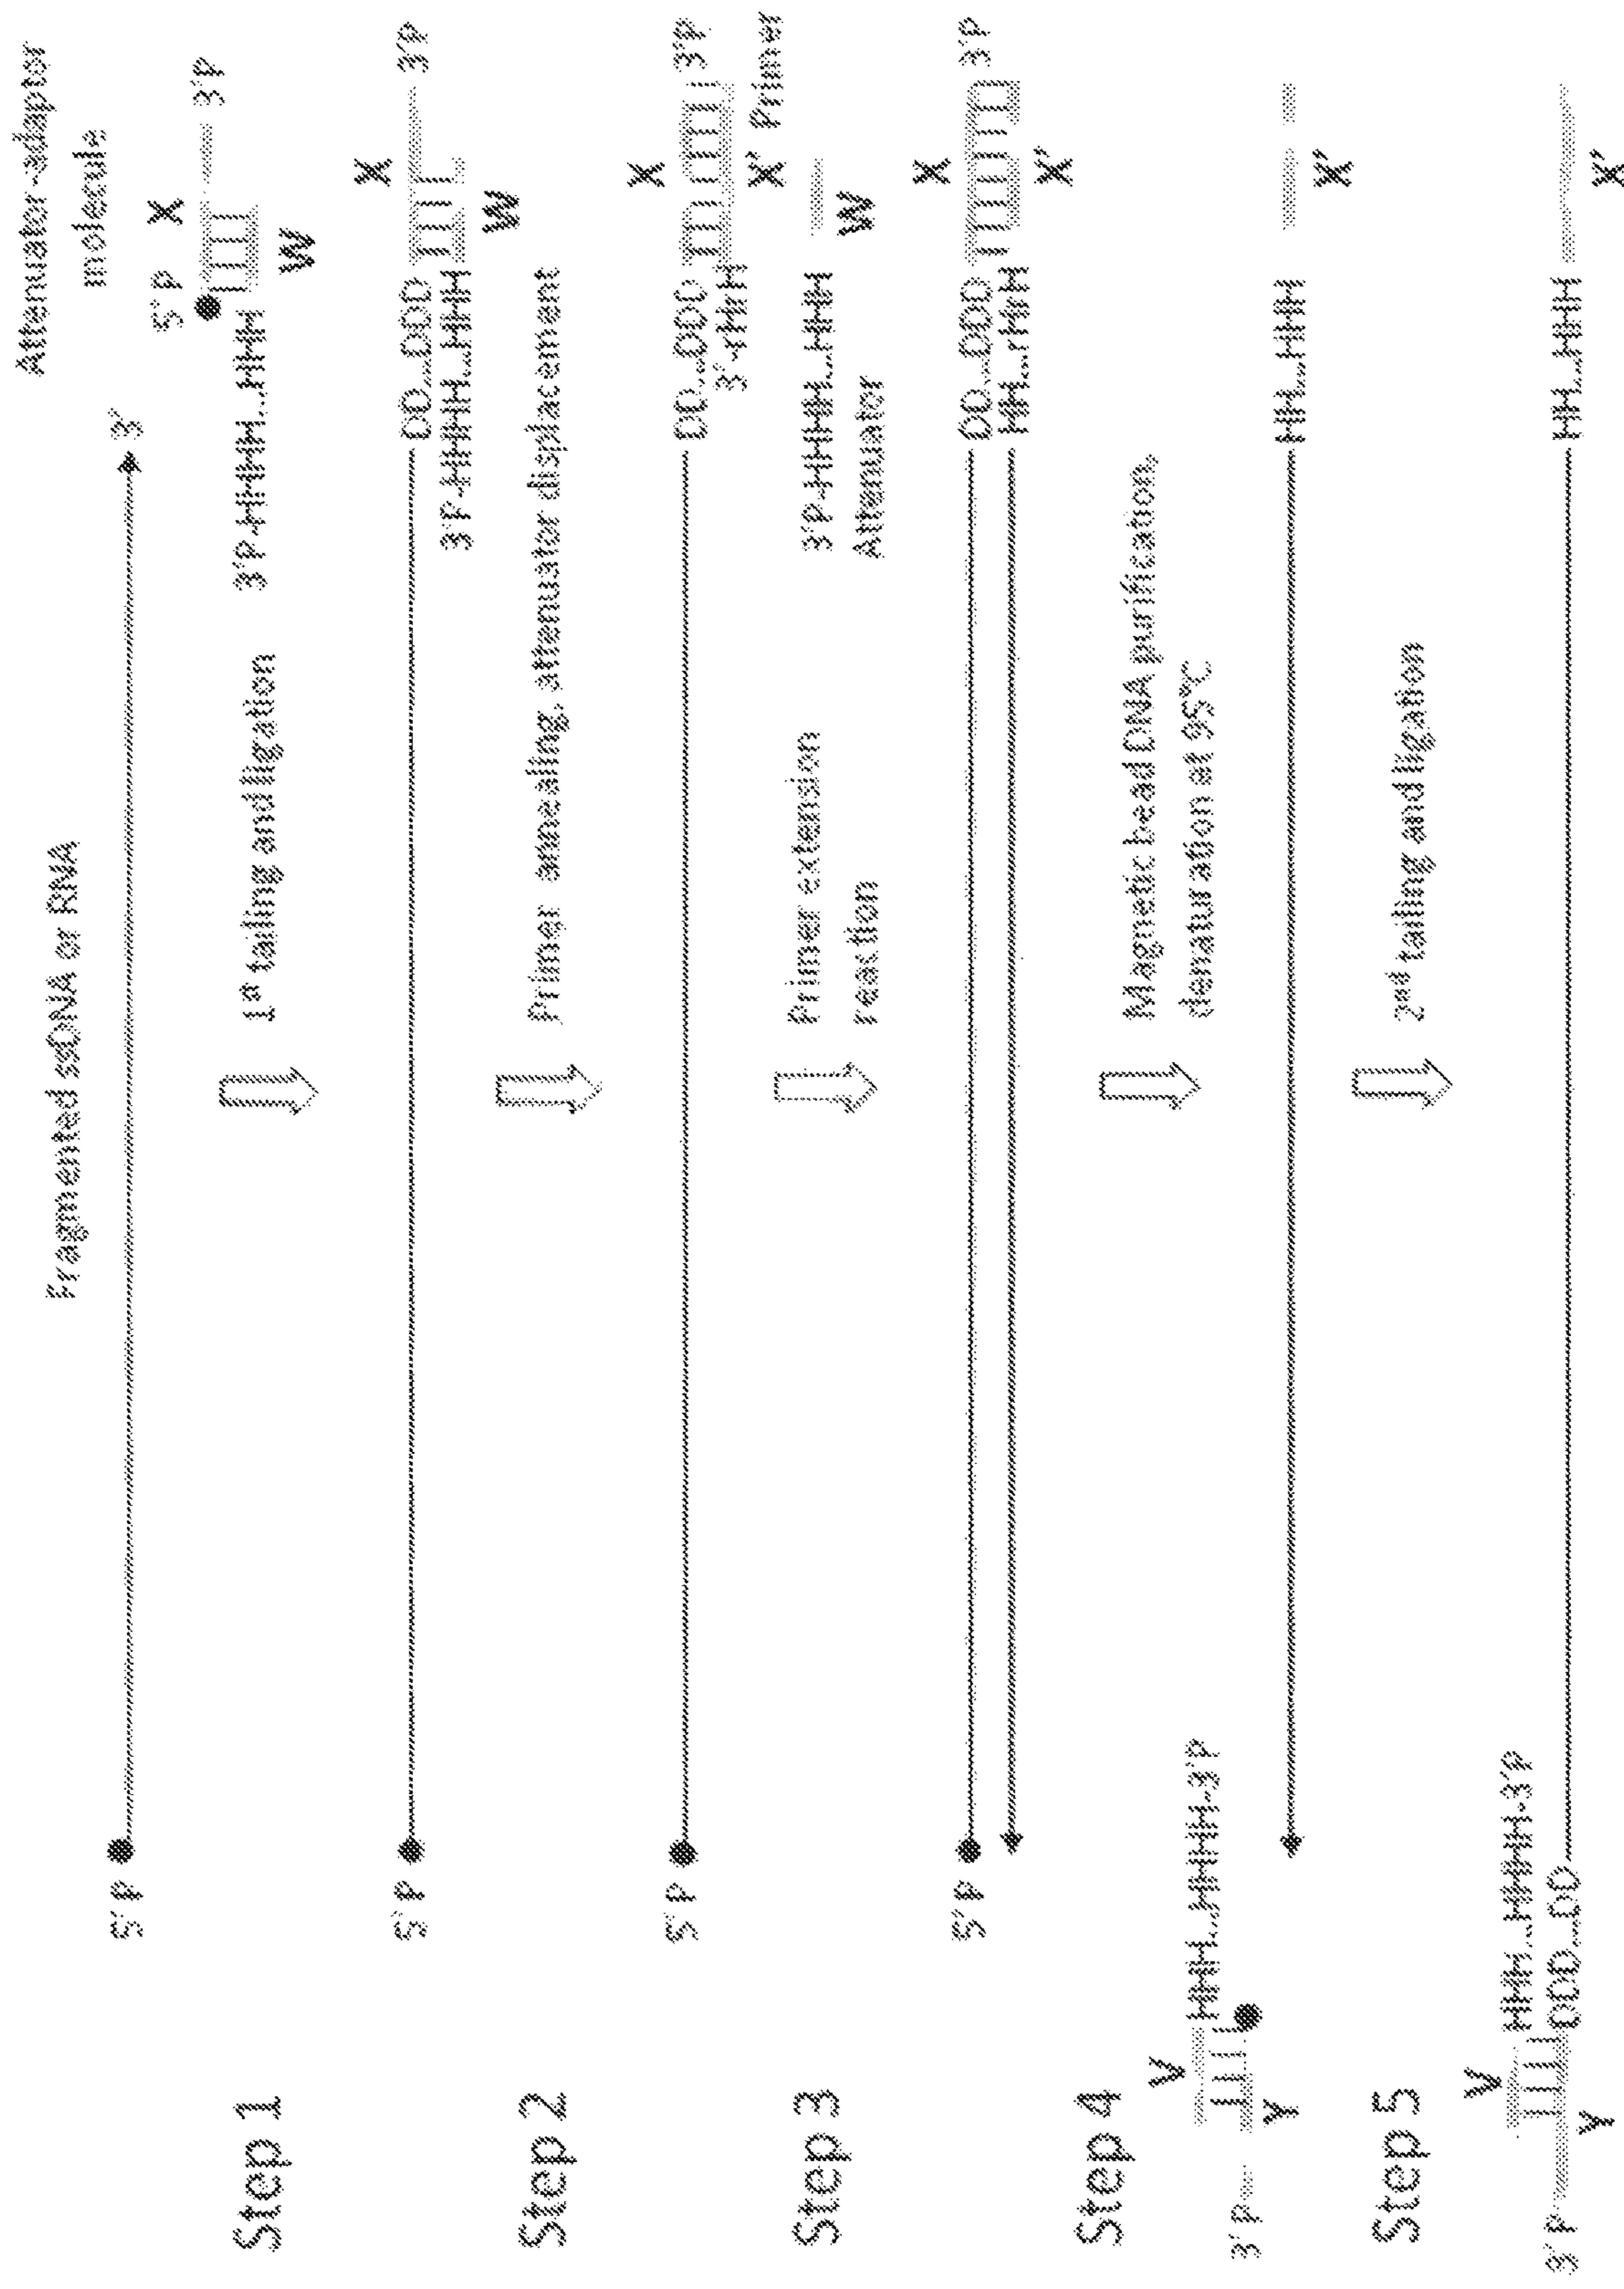 Fragmented ssDNA or RNA
Attenuator-adaptor
molecule
5' P
3'
5' P X
3'P
3'P-HHHH...HHH
W
Step 1
1st tailing and ligation
5' P
DD...DDD
X
3'P
3'P-HHHH...HHH
W
Step 2
Primer annealing, attenuator displacement
5' P
DD...DDD
X
3'P
3'-rHrH
X' Primer
Step 3
Primer extension
reaction
3'P-HHHH...HHH
W
Attenuator
5' P
DD...DDD
X
3'P
HH...rHrH
X'
Step 4
Magnetic bead DNA purification,
denaturation at 95°C
V
HHH...HHHH-3'P
3' P
Y
HH...HHH
X'
Step 5
2nd tailing and ligation
V
HHH...HHHH-3'P
3' P
DDD...DD
Y
HH...HHH
X'